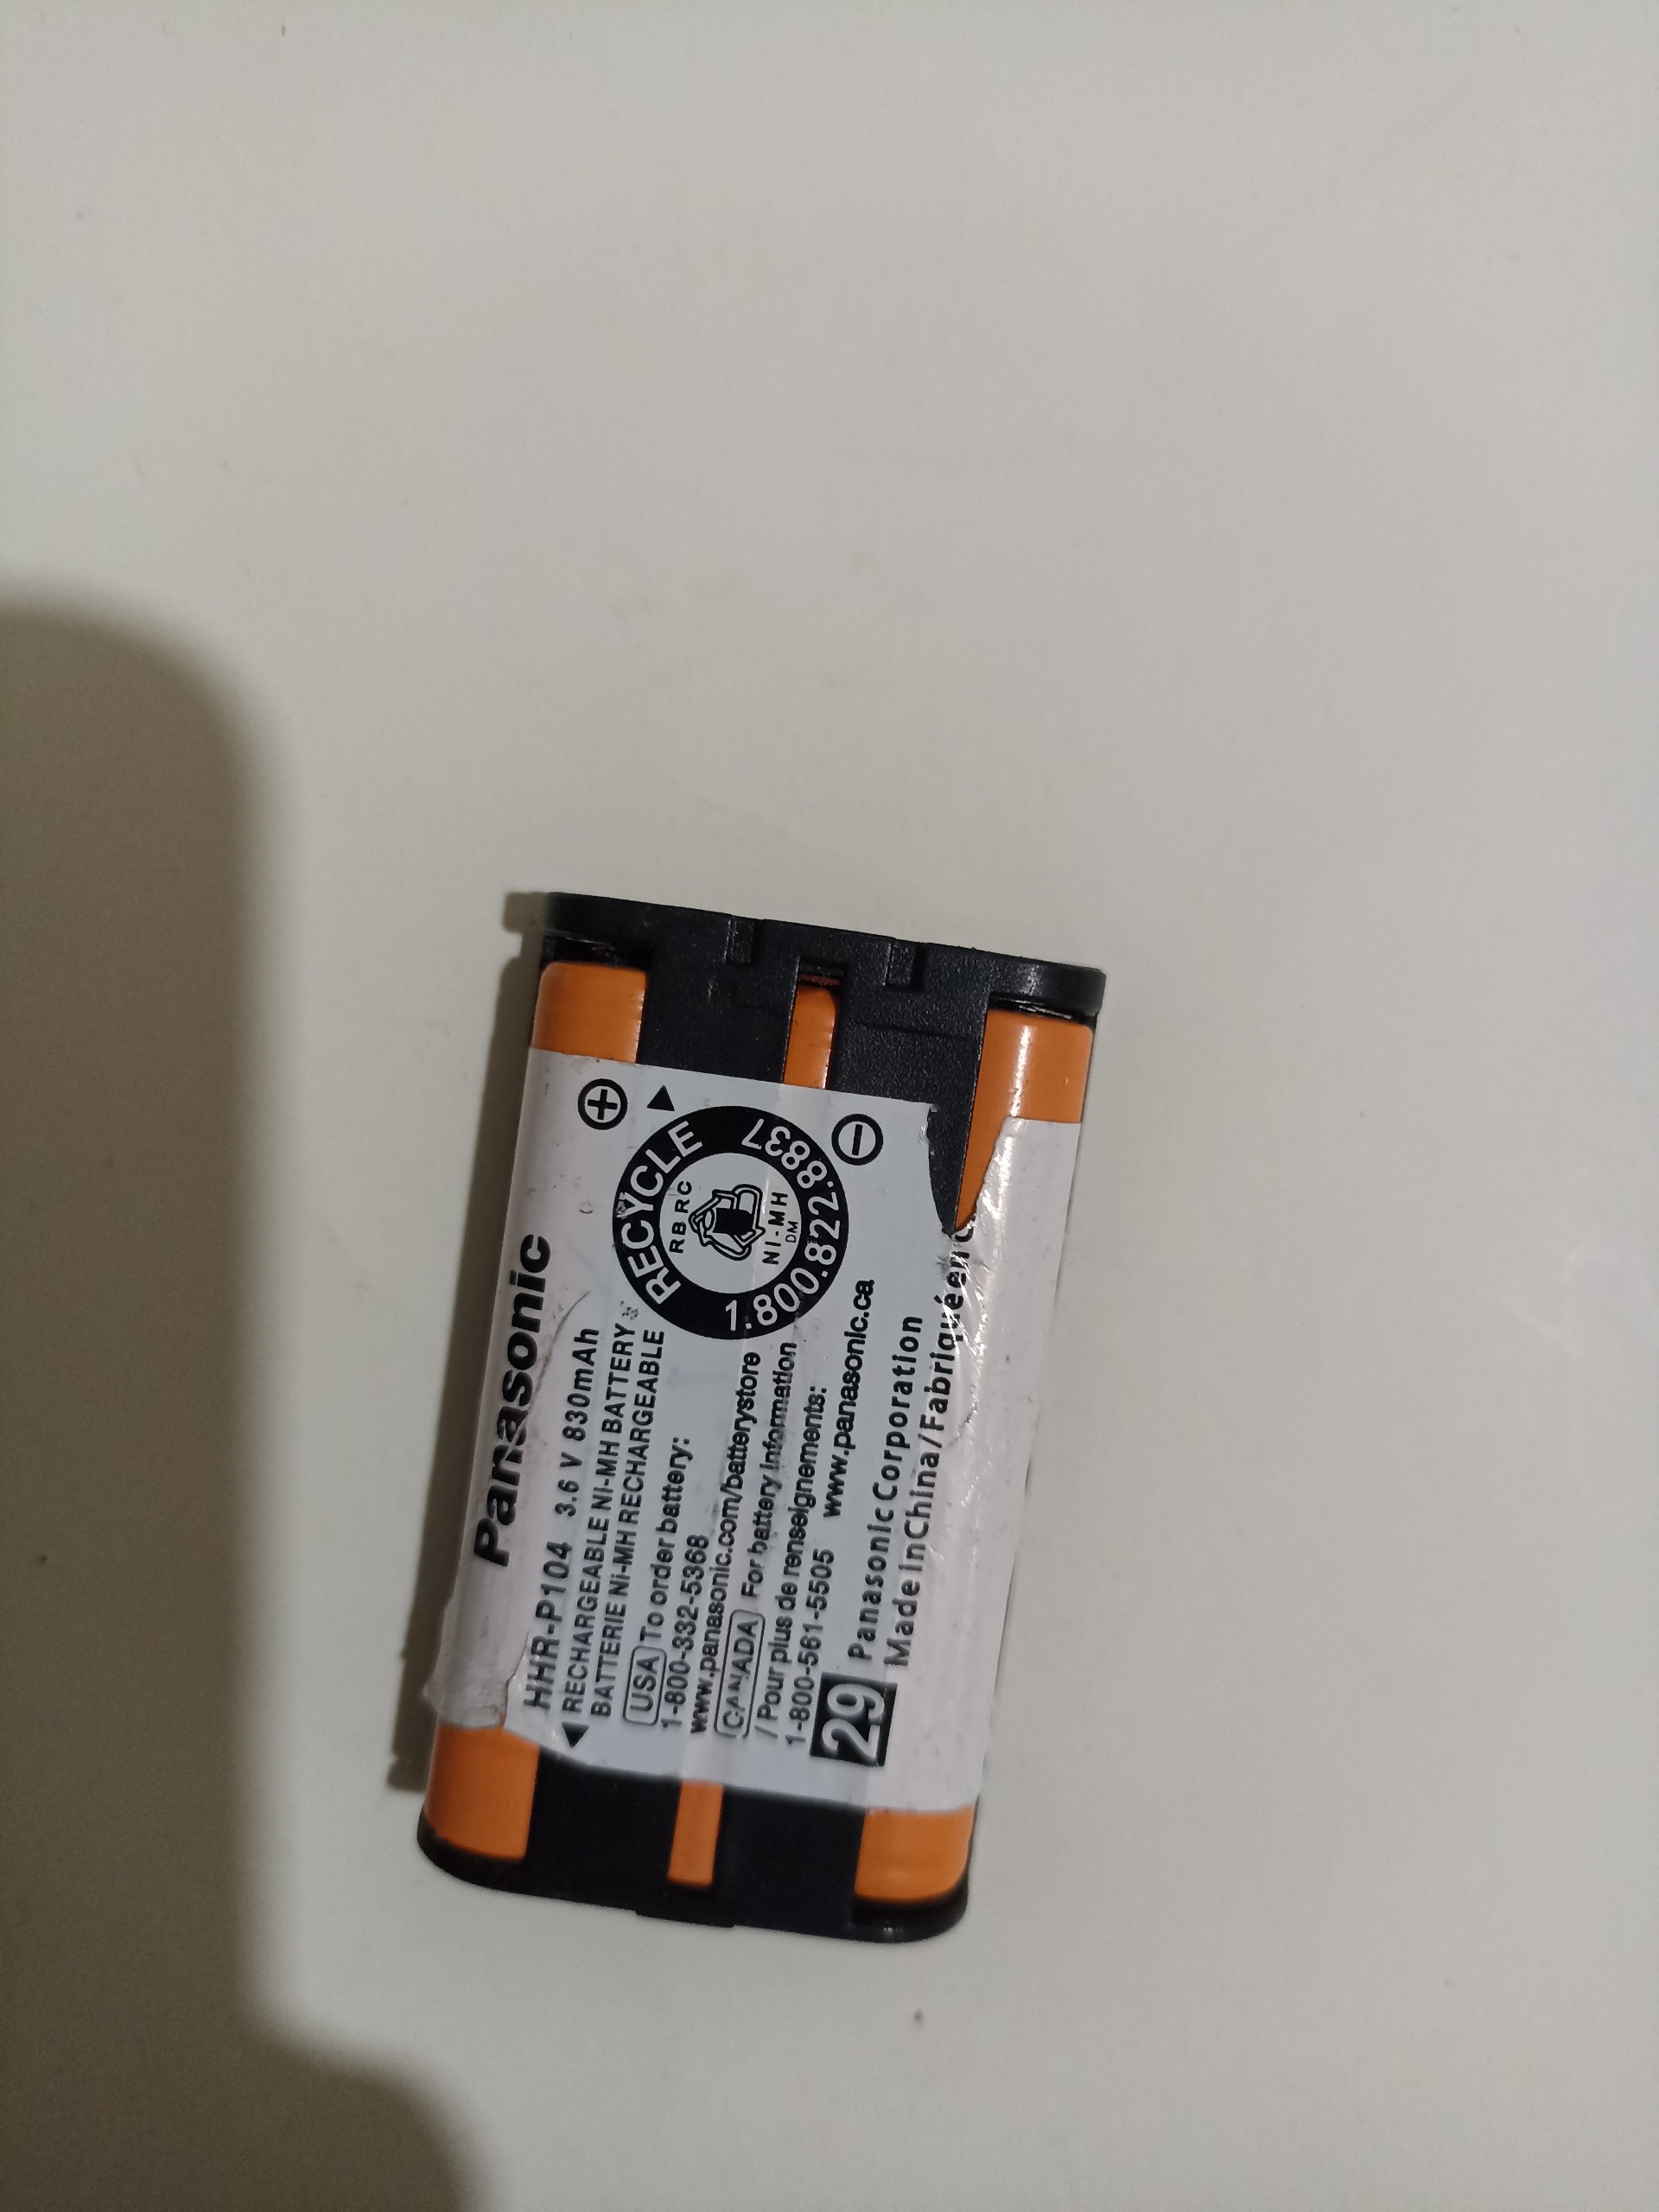 Panasonic
HHR-P104 3.6 V 830mAh
RECHARGEABLE NI-MH BATTERY
BATTERIE Ni-MH RECHARGEABLE
USA To order battery:
1-800-332-5368
www.panasonic.com/batterystore
CANADA For battery information
/ Pour plus de renseignements:
1-800-561-5505 www.panasonic.ca
29 Panasonic Corporation
Made in China/Fabriqué en
RECYCLE
1.800.822.8837
RBRC
NI-MH
DM